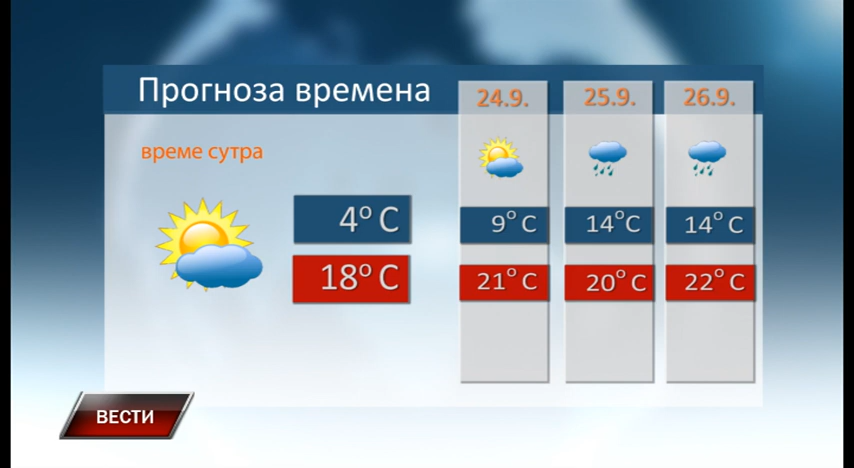 Прогноза времена
време сутра
4° C
18° C
24.9.
25.9.
26.9.
9° C
14° C
14° C
21° C
20° C
22° C
ВЕСТИ